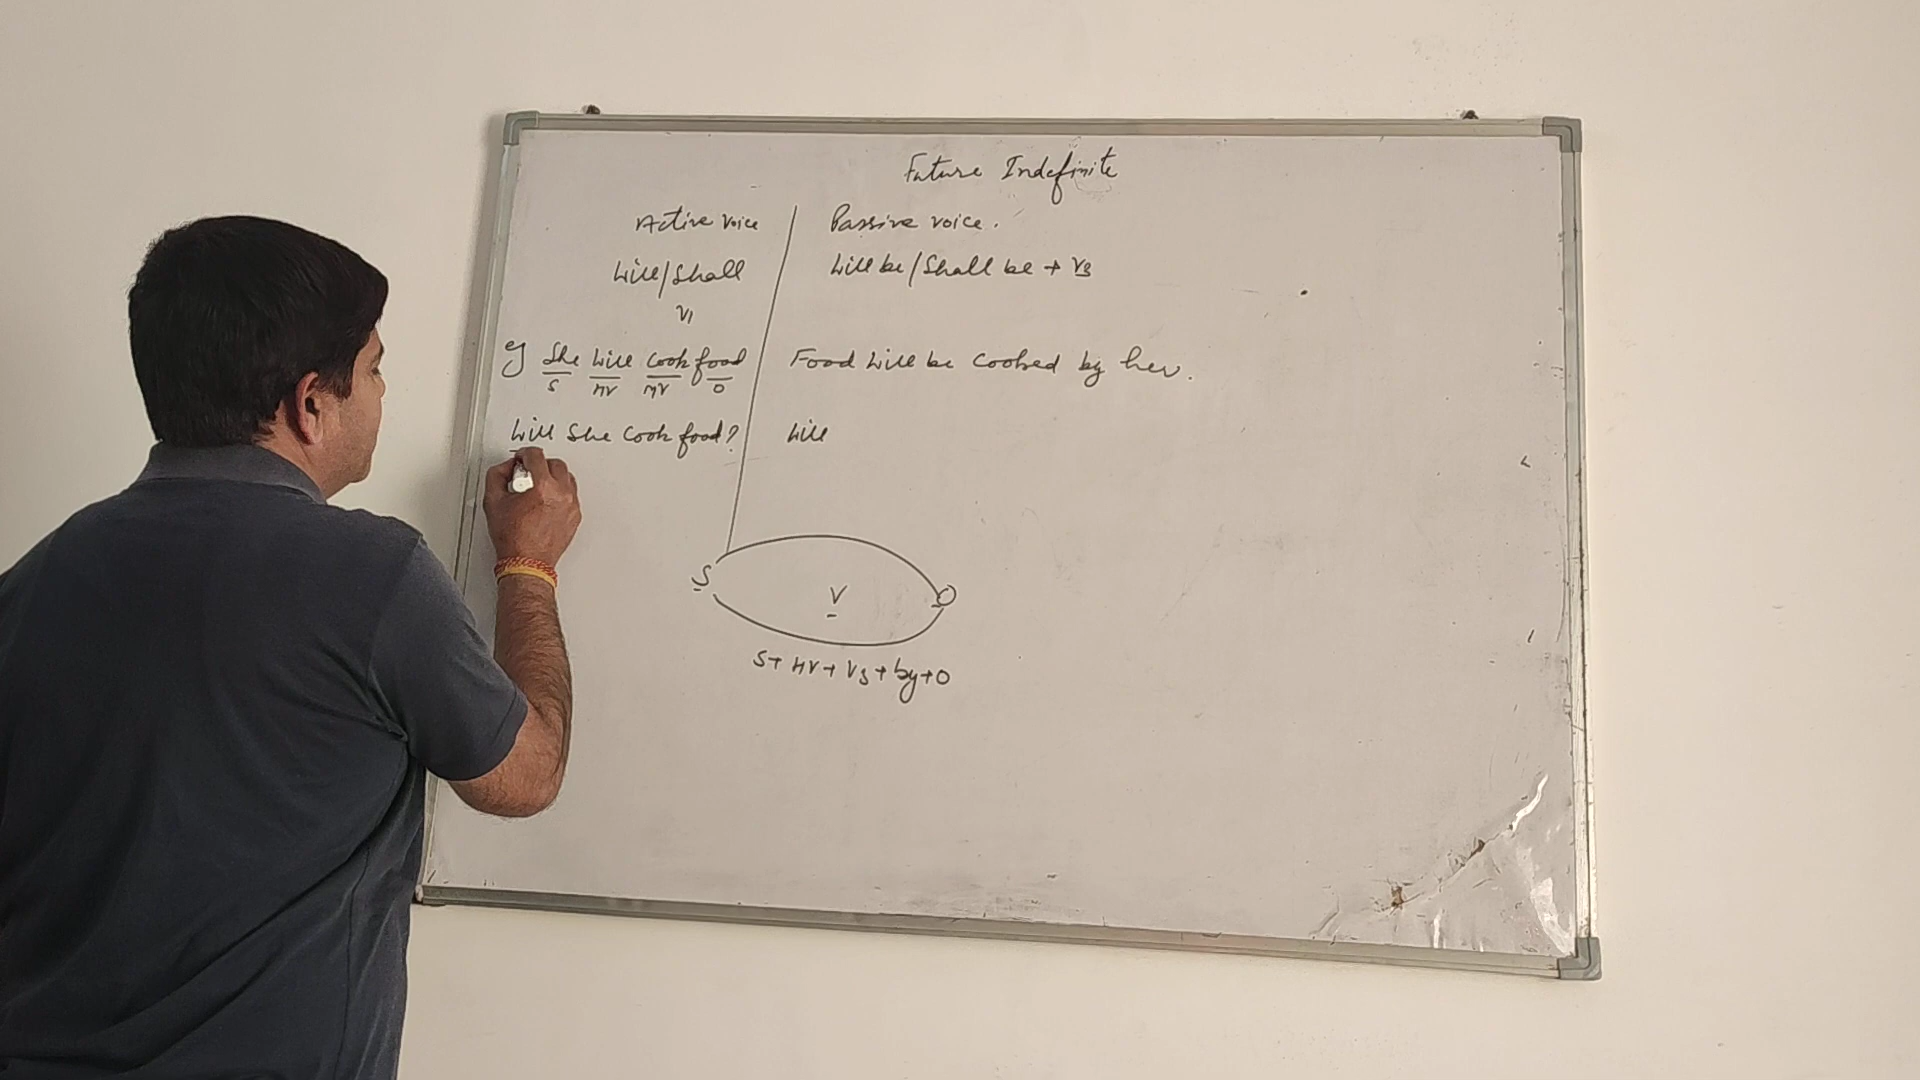 Future Indefinite
Active voice Passive voice.
Will/Shall Will be/Shall be + V3
V1
eg She will cook food Food will be cooked by her.
S HV MV O
Will She Cook food? Will
S V O
S+HV+V3+by+O